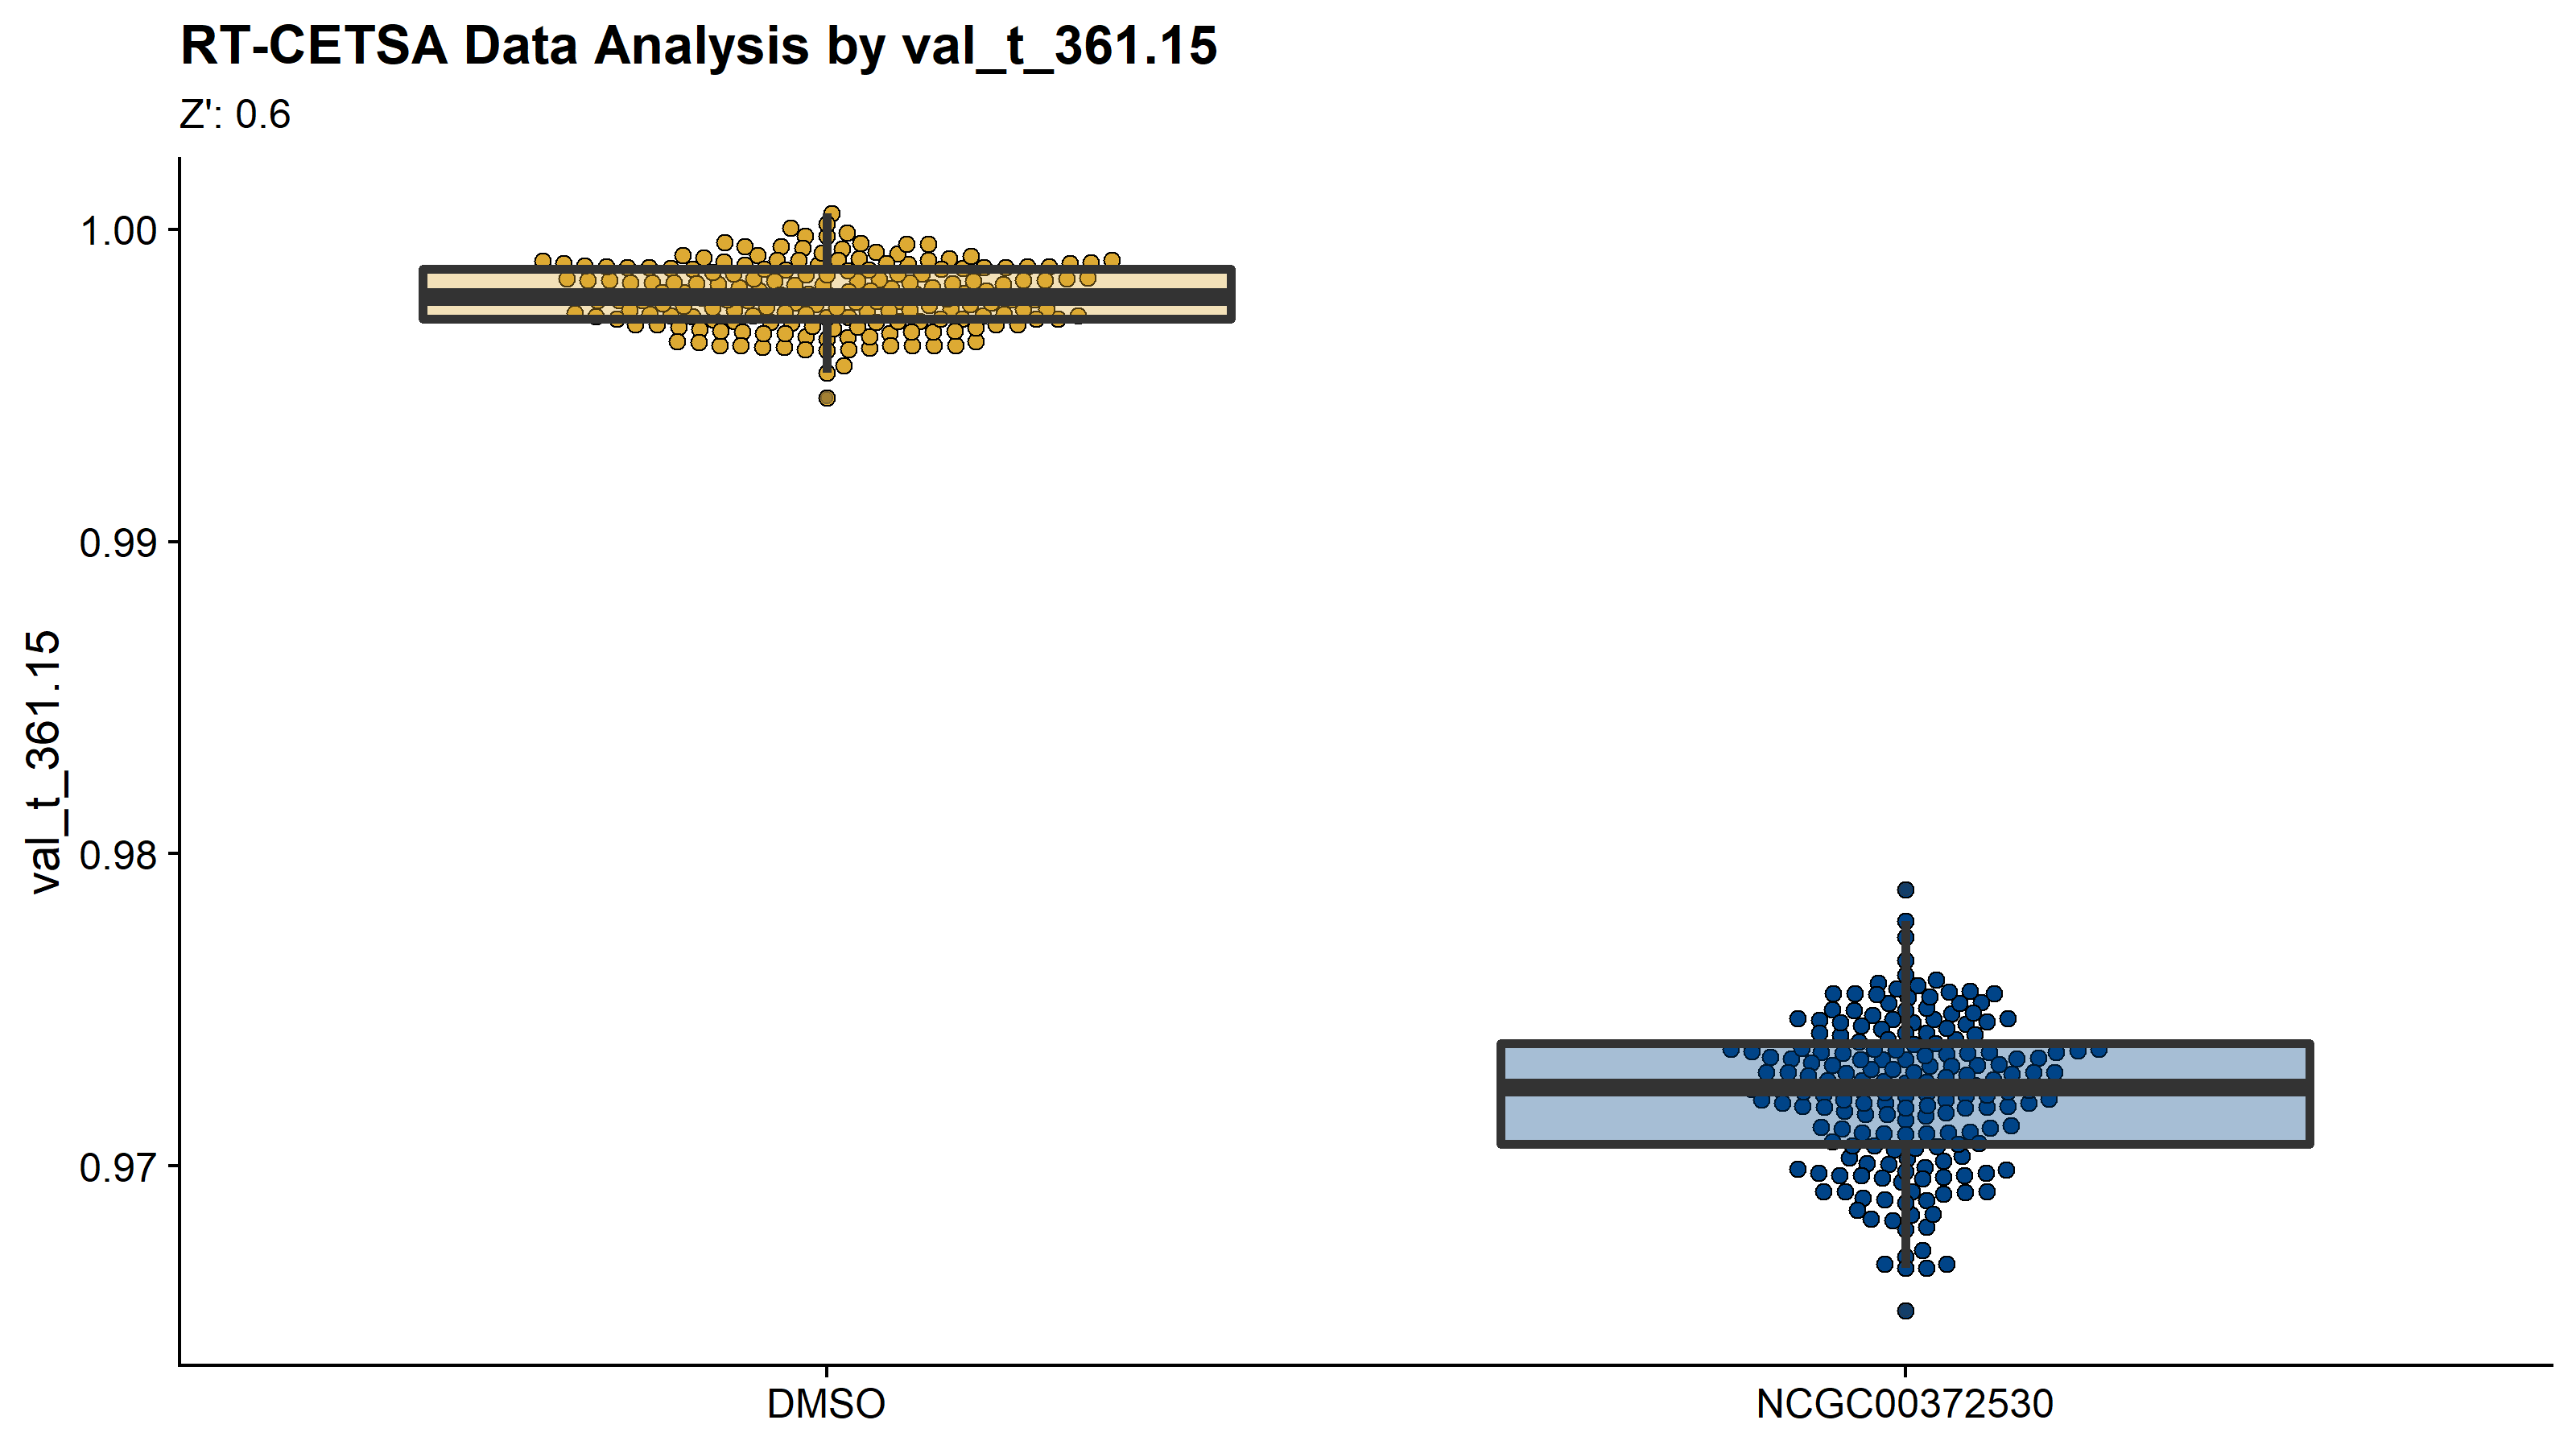 RT-CETSA Data Analysis by val_t_361.15
Z': 0.6
val_t_361.15
1.00
0.99
0.98
0.97
DMSO
NCGC00372530